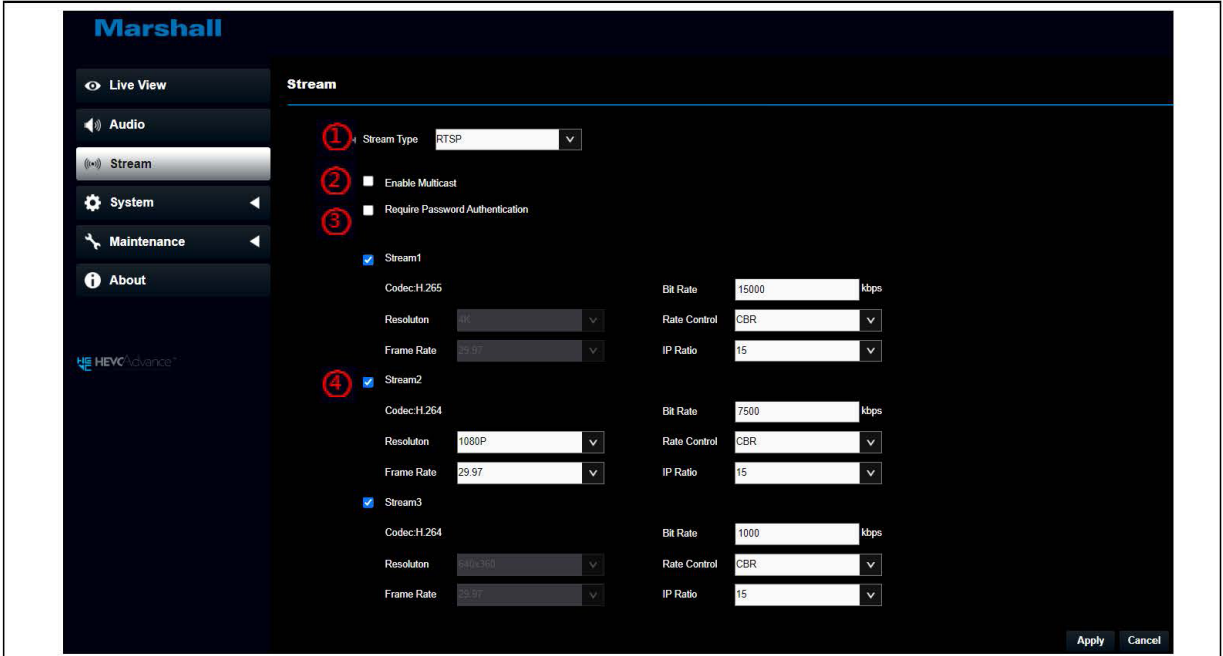 Marshall
Live View
Audio
Stream
System
Maintenance
About
HEVC Advance™
Stream
① Stream Type RTSP
② Enable Multicast
③ Require Password Authentication
Stream1
Codec:H.265 Bit Rate 15000 kbps
Resoluton 4K Rate Control CBR
Frame Rate 29.97 IP Ratio 15
④ Stream2
Codec:H.264 Bit Rate 7500 kbps
Resoluton 1080P Rate Control CBR
Frame Rate 29.97 IP Ratio 15
Stream3
Codec:H.264 Bit Rate 1000 kbps
Resoluton 640x360 Rate Control CBR
Frame Rate 29.97 IP Ratio 15
Apply Cancel